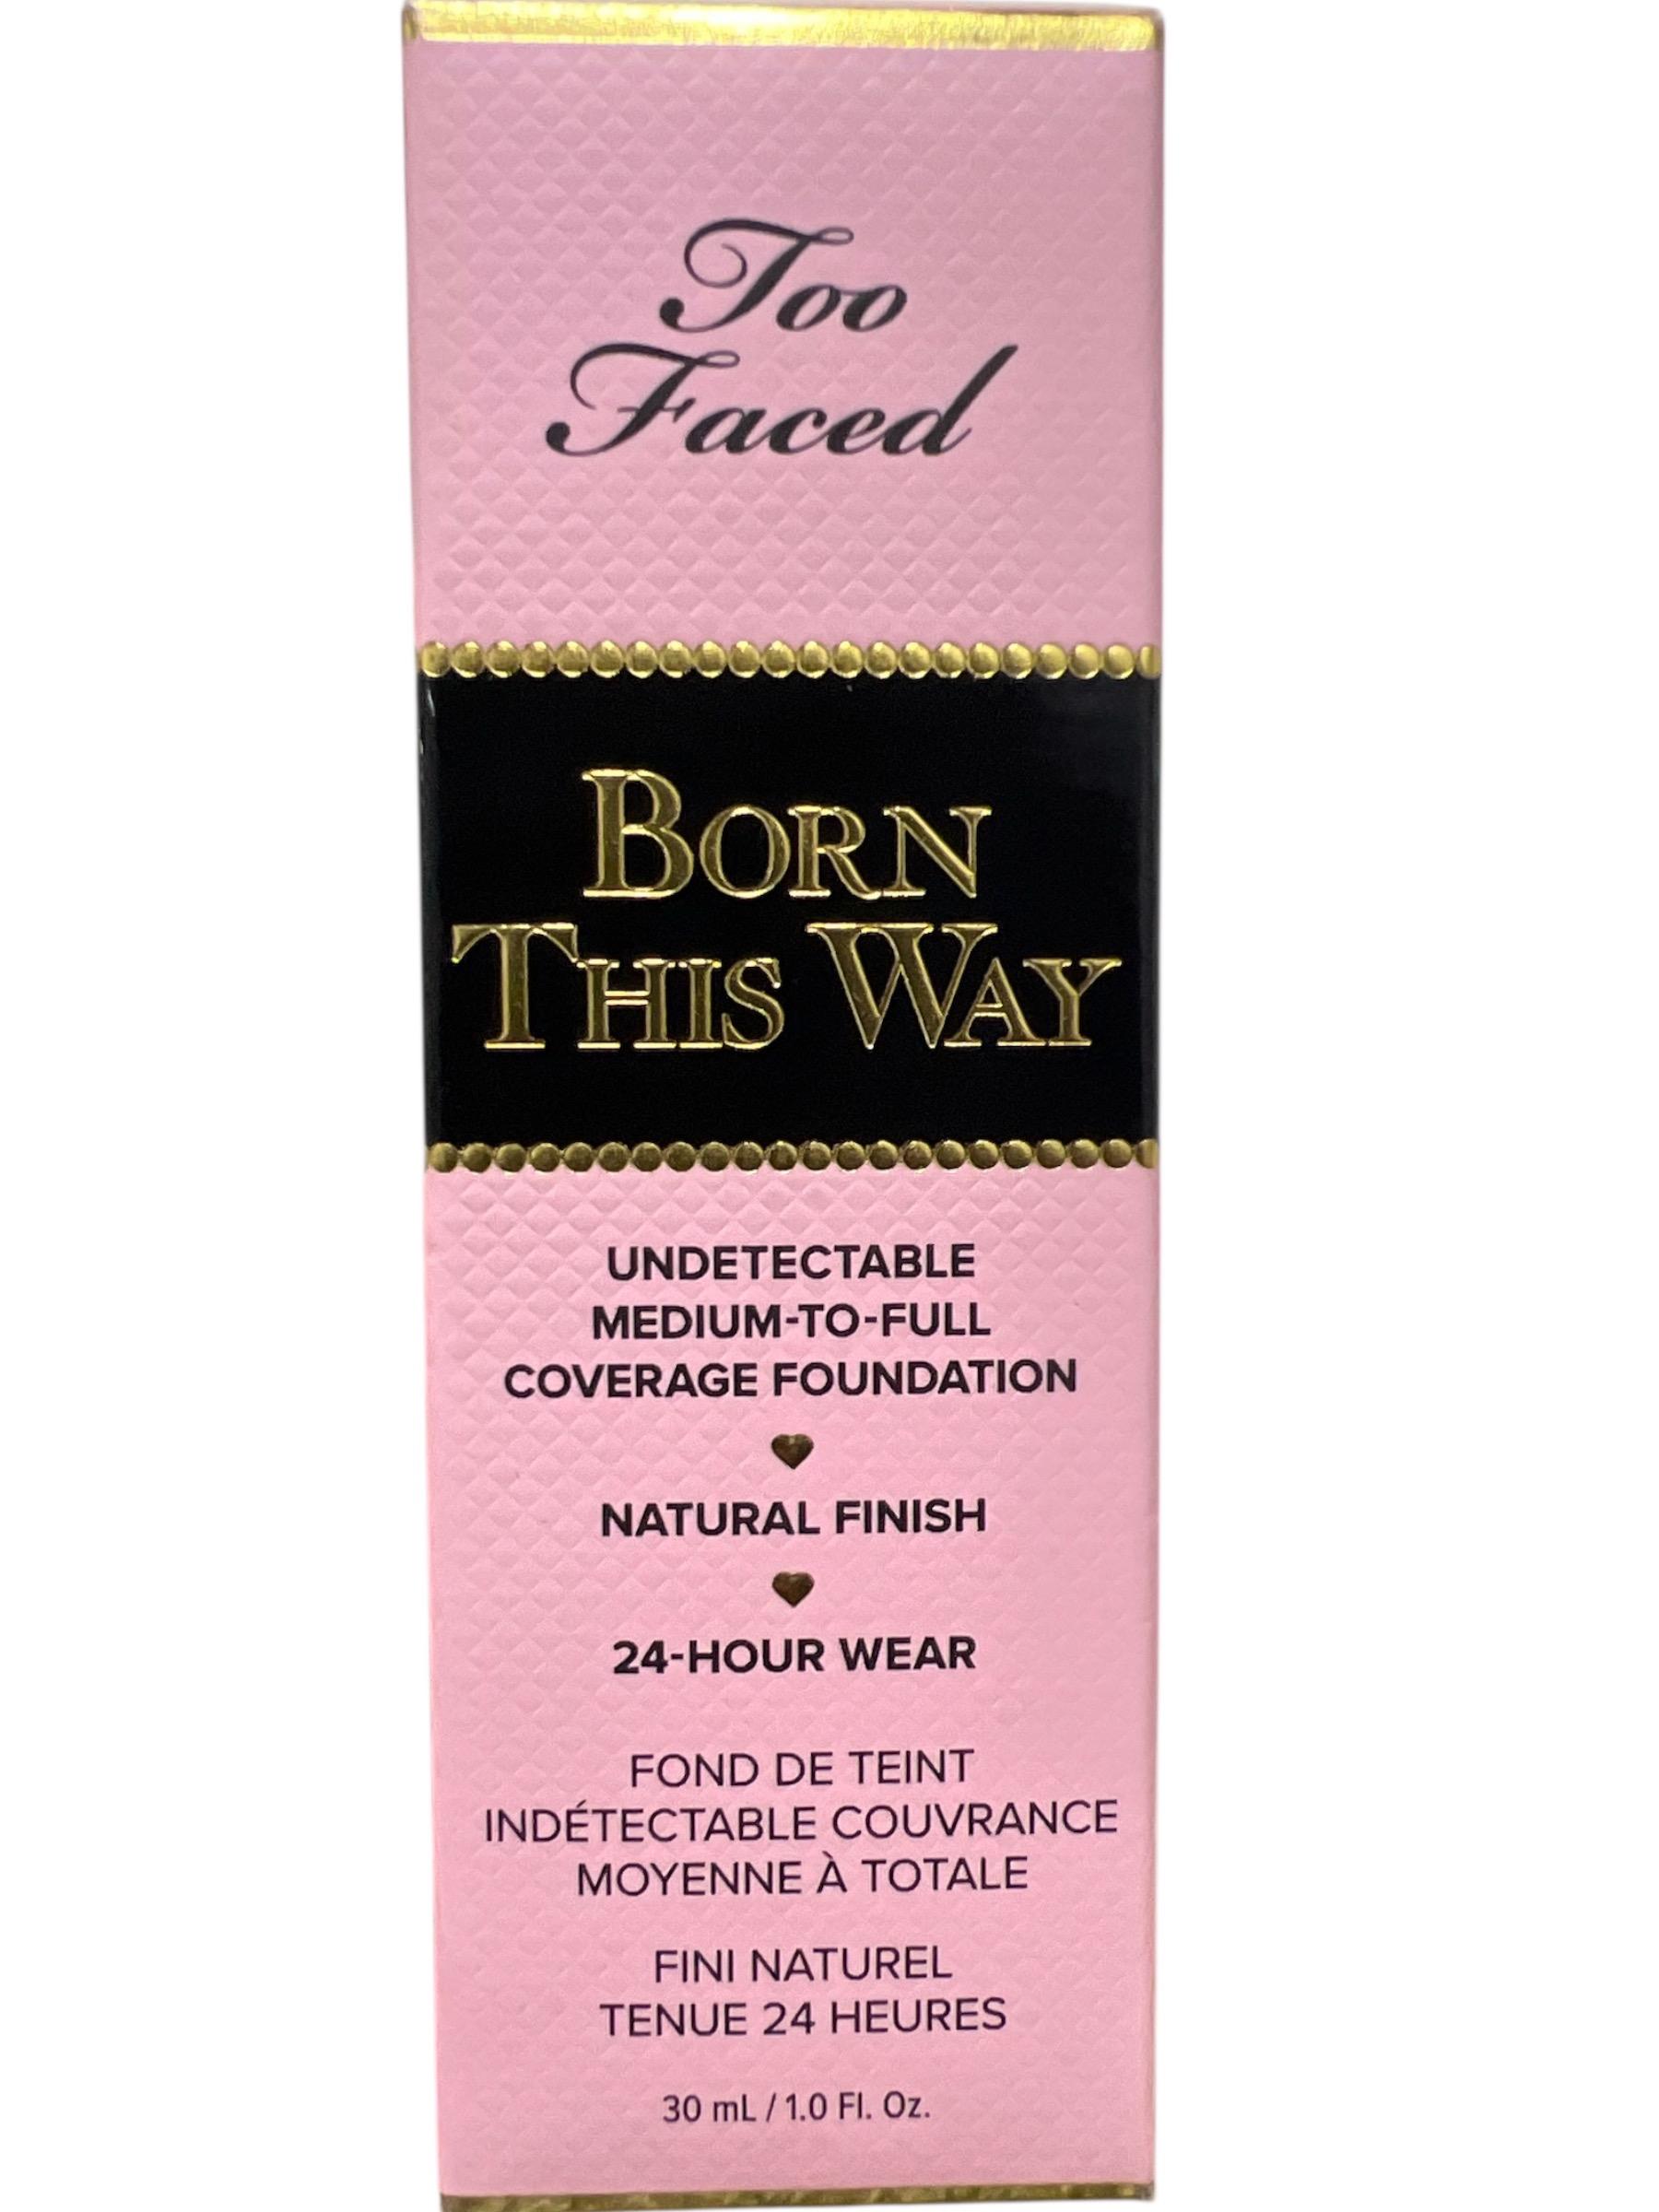 Too
Faced
BORN
THIS WAY
UNDETECTABLE
MEDIUM-TO-FULL
COVERAGE FOUNDATION
NATURAL FINISH
24-HOUR WEAR
FOND DE TEINT
INDÉTECTABLE COUVRANCE
MOYENNE À TOTALE
FINI NATUREL
TENUE 24 HEURES
30 mL / 1.0 Fl. Oz.